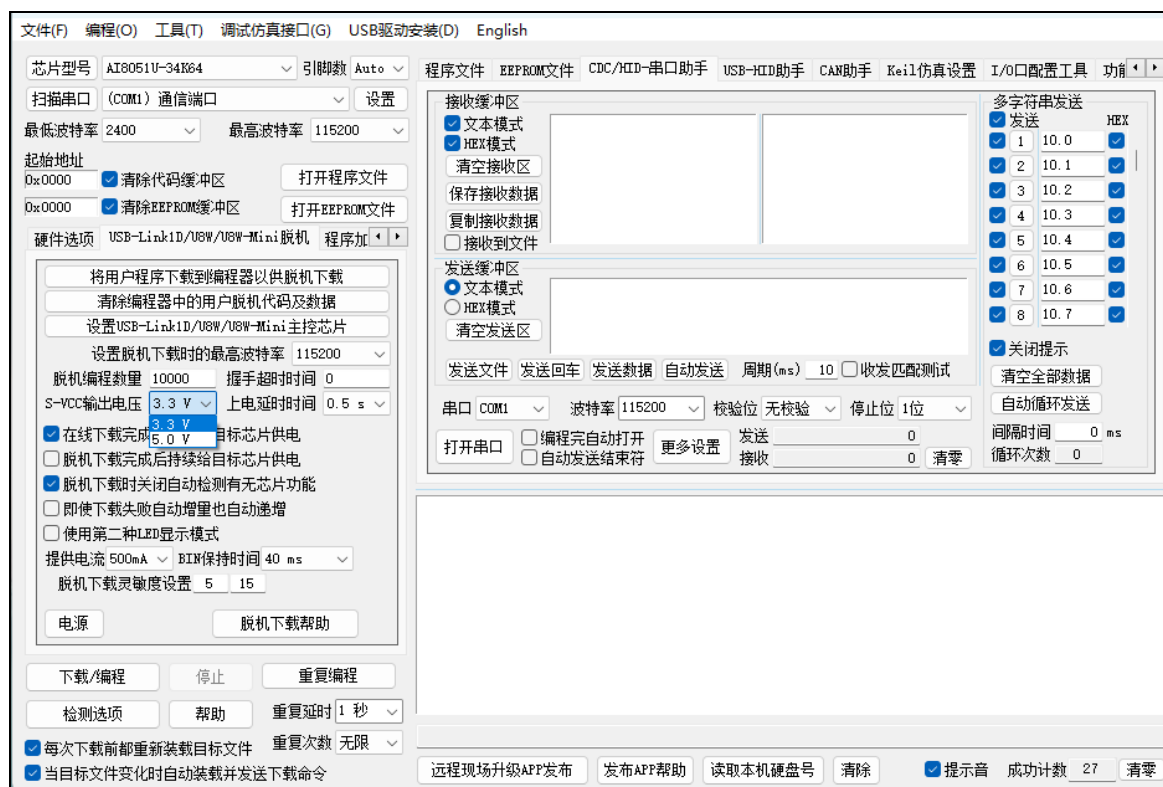 文件(F) 编程(O) 工具(T) 调试仿真接口(G) USB驱动安装(D) English
芯片型号 AI8051U-34K64 引脚数 Auto
扫描串口 (COM1) 通信端口 设置
最低波特率 2400 最高波特率 115200
起始地址
0x0000 清除代码缓冲区 打开程序文件
0x0000 清除EEPROM缓冲区 打开EEPROM文件
硬件选项 USB-Link1D/U8W/U8W-Mini脱机 程序加
将用户程序下载到编程器以供脱机下载
清除编程器中的用户脱机代码及数据
设置USB-Link1D/U8W/U8W-Mini主控芯片
设置脱机下载时的最高波特率 115200
脱机编程数量 10000 握手超时时间 0
S-VCC输出电压 3.3 V 上电延时时间 0.5 s
3.3 V
5.0 V
在线下载完成 目标芯片供电
脱机下载完成后持续给目标芯片供电
脱机下载时关闭自动检测有无芯片功能
即使下载失败自动增量也自动递增
使用第二种LED显示模式
提供电流 500mA BIN保持时间 40 ms
脱机下载灵敏度设置 5 15
电源 脱机下载帮助
下载/编程 停止 重复编程
检测选项 帮助 重复延时 1 秒
每次下载前都重新装载目标文件 重复次数 无限
当目标文件变化时自动装载并发送下载命令
程序文件 EEPROM文件 CDC/HID-串口助手 USB-HID助手 CAN助手 Keil仿真设置 I/O口配置工具
接收缓冲区
文本模式
HEX模式
清空接收区
保存接收数据
复制接收数据
接收到文件
发送缓冲区
文本模式
HEX模式
清空发送区
发送文件 发送回车 发送数据 自动发送 周期(ms) 10 收发匹配测试
串口 COM1 波特率 115200 校验位 无校验 停止位 1位
打开串口 编程完自动打开 更多设置 发送 0
自动发送结束符 接收 0 清零
多字符串发送
发送 HEX
1 10.0
2 10.1
3 10.2
4 10.3
5 10.4
6 10.5
7 10.6
8 10.7
关闭提示
清空全部数据
自动循环发送
间隔时间 0 ms
循环次数 0
远程现场升级APP发布 发布APP帮助 读取本机硬盘号 清除 提示音 成功计数 27 清零